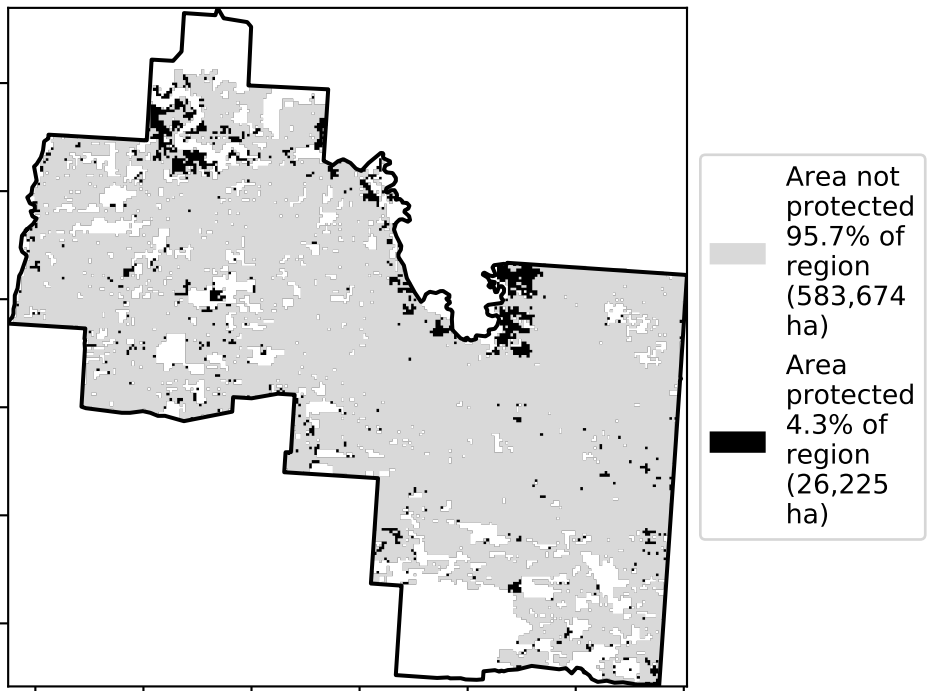 Area not
protected
95.7% of
region
(583,674
ha)
Area
protected
4.3% of
region
(26,225
ha)